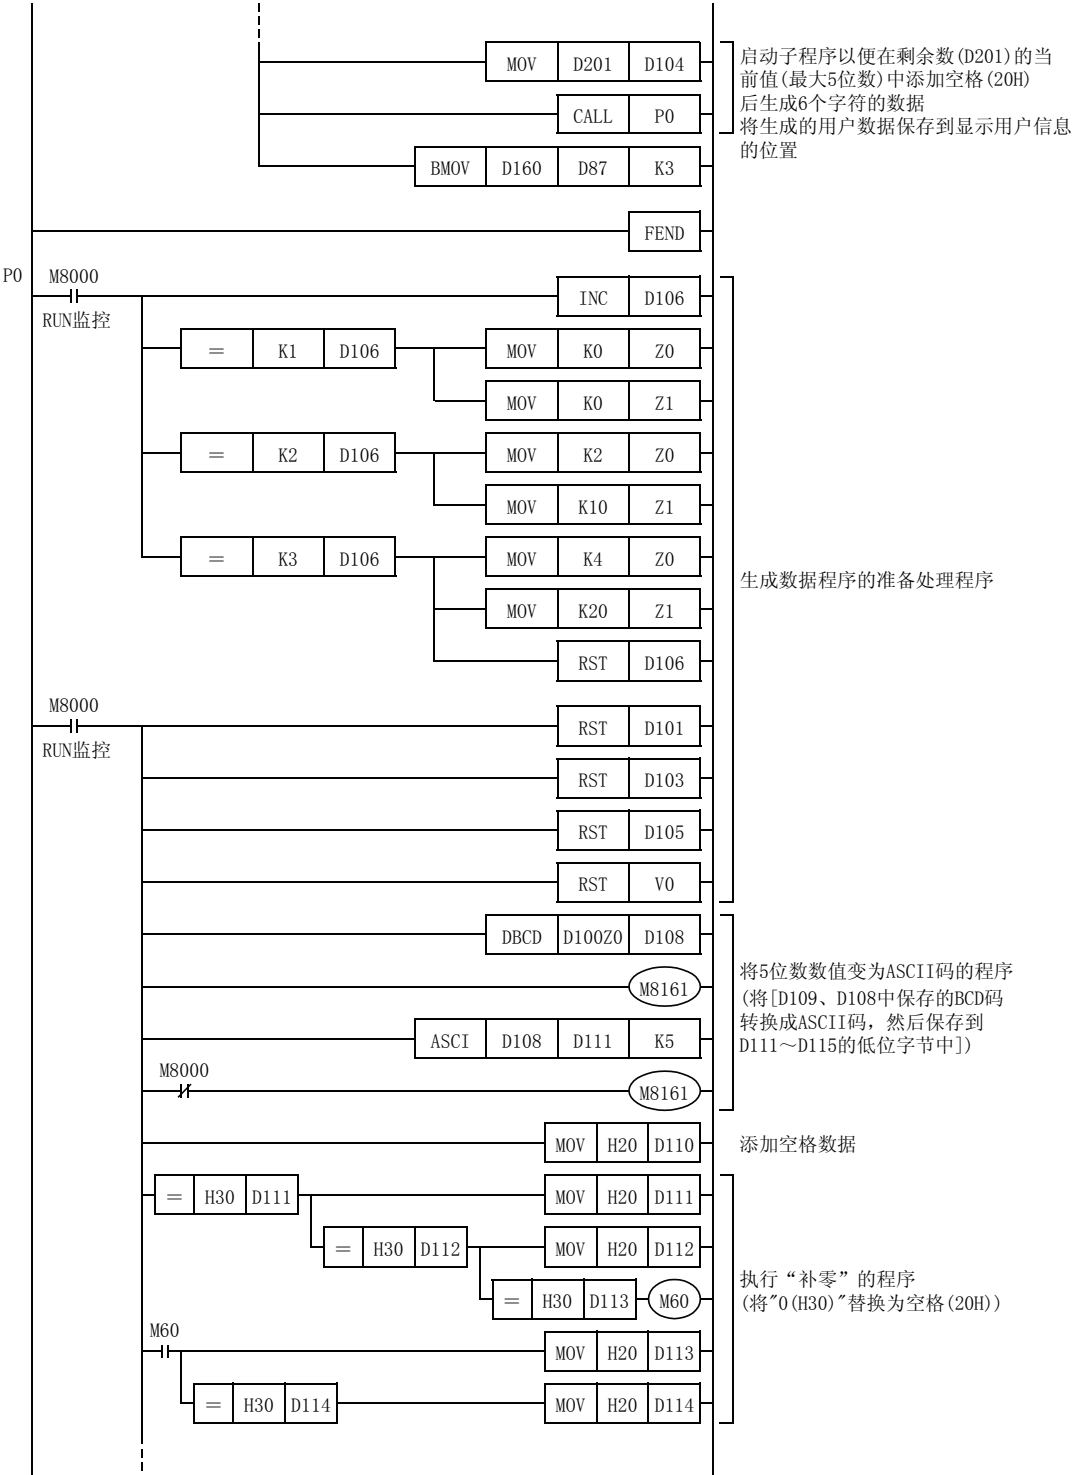 MOV D201 D104
启动子程序以便在剩余数(D201)的当
前值(最大5位数)中添加空格(20H)
后生成6个字符的数据
CALL P0
将生成的用户数据保存到显示用户信息
的位置
BMOV D160 D87 K3
FEND
P0 M8000
RUN监控
INC D106
= K1 D106 MOV K0 Z0
MOV K0 Z1
= K2 D106 MOV K2 Z0
MOV K10 Z1
= K3 D106 MOV K4 Z0
生成数据程序的准备处理程序
MOV K20 Z1
RST D106
M8000
RUN监控
RST D101
RST D103
RST D105
RST V0
DBCD D100Z0 D108
将5位数数值变为ASCII码的程序
(将[D109、D108中保存的BCD码
转换成ASCII码，然后保存到
D111～D115的低位字节中])
M8161
ASCI D108 D111 K5
M8000
M8161
MOV H20 D110
添加空格数据
= H30 D111 MOV H20 D111
= H30 D112 MOV H20 D112
= H30 D113 M60
执行“补零”的程序
(将"0(H30)"替换为空格(20H))
M60
MOV H20 D113
= H30 D114 MOV H20 D114